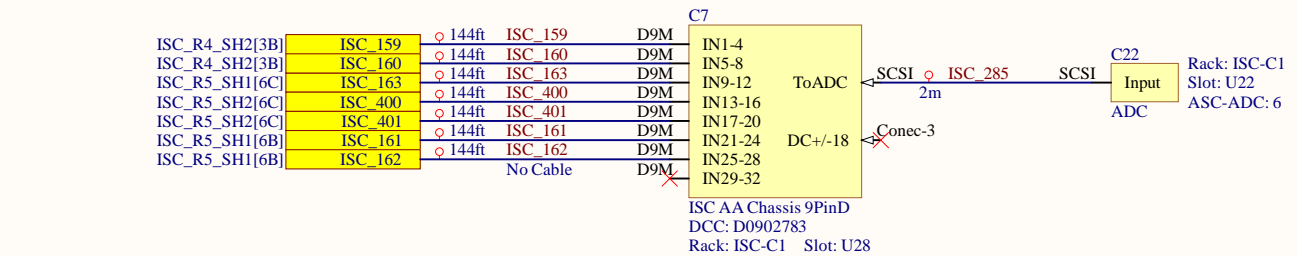 C7
ISC_R4_SH2[3B] ISC_159 144ft ISC_159 D9M IN1-4
ISC_R4_SH2[3B] ISC_160 144ft ISC_160 D9M IN5-8
ISC_R5_SH1[6C] ISC_163 144ft ISC_163 D9M IN9-12
ISC_R5_SH2[6C] ISC_400 144ft ISC_400 D9M IN13-16
ISC_R5_SH2[6C] ISC_401 144ft ISC_401 D9M IN17-20
ISC_R5_SH1[6B] ISC_161 144ft ISC_161 D9M IN21-24
ISC_R5_SH1[6B] ISC_162 144ft ISC_162 D9M IN25-28
No Cable D9M IN29-32
ToADC SCSI ISC_285 SCSI
2m
DC+/-18 Conec-3
ISC AA Chassis 9PinD
DCC: D0902783
Rack: ISC-C1 Slot: U28
C22
Input
ADC
Rack: ISC-C1
Slot: U22
ASC-ADC: 6